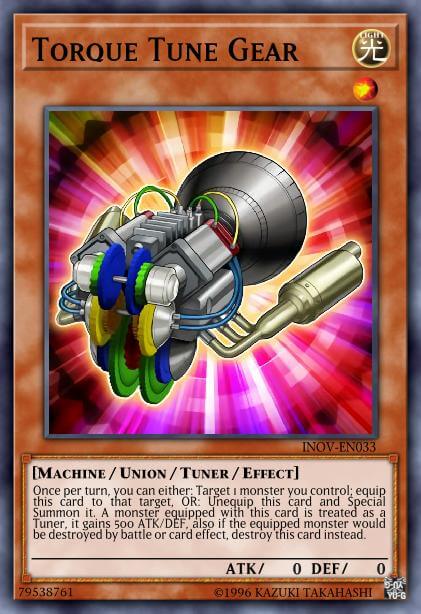 Torque Tune Gear
LIGHT
光
INOV-EN033
[Machine / Union / Tuner / Effect]
Once per turn, you can either: Target 1 monster you control; equip
this card to that target, OR: Unequip this card and Special
Summon it. A monster equipped with this card is treated as a
Tuner, it gains 500 ATK/DEF, also if the equipped monster would
be destroyed by battle or card effect, destroy this card instead.
ATK/ 0 DEF/ 0
79538761 ©1996 KAZUKI TAKAHASHI